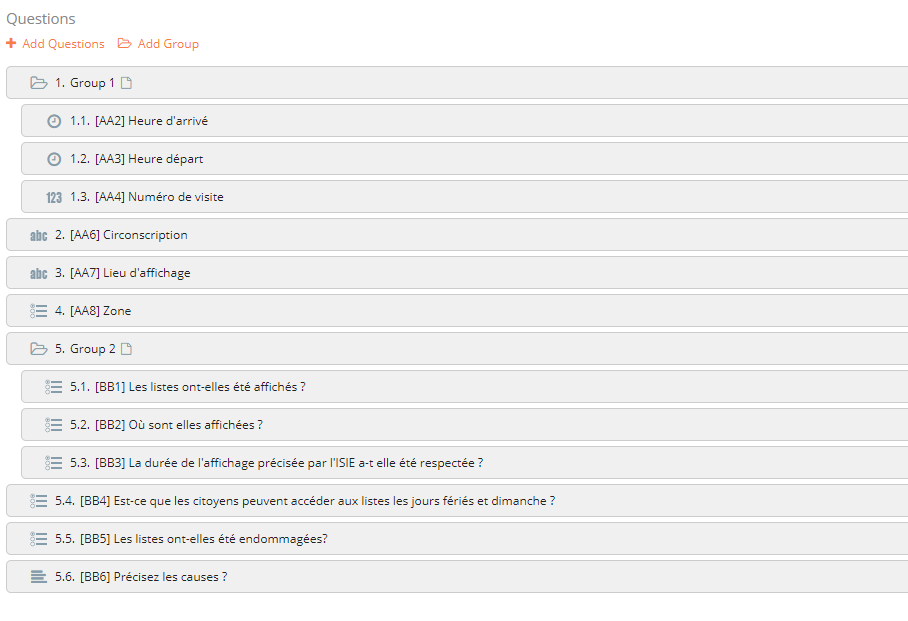 Questions
+ Add Questions Add Group
1. Group 1
1.1. [AA2] Heure d'arrivé
1.2. [AA3] Heure départ
123 1.3. [AA4] Numéro de visite
abc 2. [AA6] Circonscription
abc 3. [AA7] Lieu d'affichage
4. [AA8] Zone
5. Group 2
5.1. [BB1] Les listes ont-elles été affichés ?
5.2. [BB2] Où sont elles affichées ?
5.3. [BB3] La durée de l'affichage précisée par l'ISIE a-t elle été respectée ?
5.4. [BB4] Est-ce que les citoyens peuvent accéder aux listes les jours fériés et dimanche ?
5.5. [BB5] Les listes ont-elles été endommagées?
5.6. [BB6] Précisez les causes ?